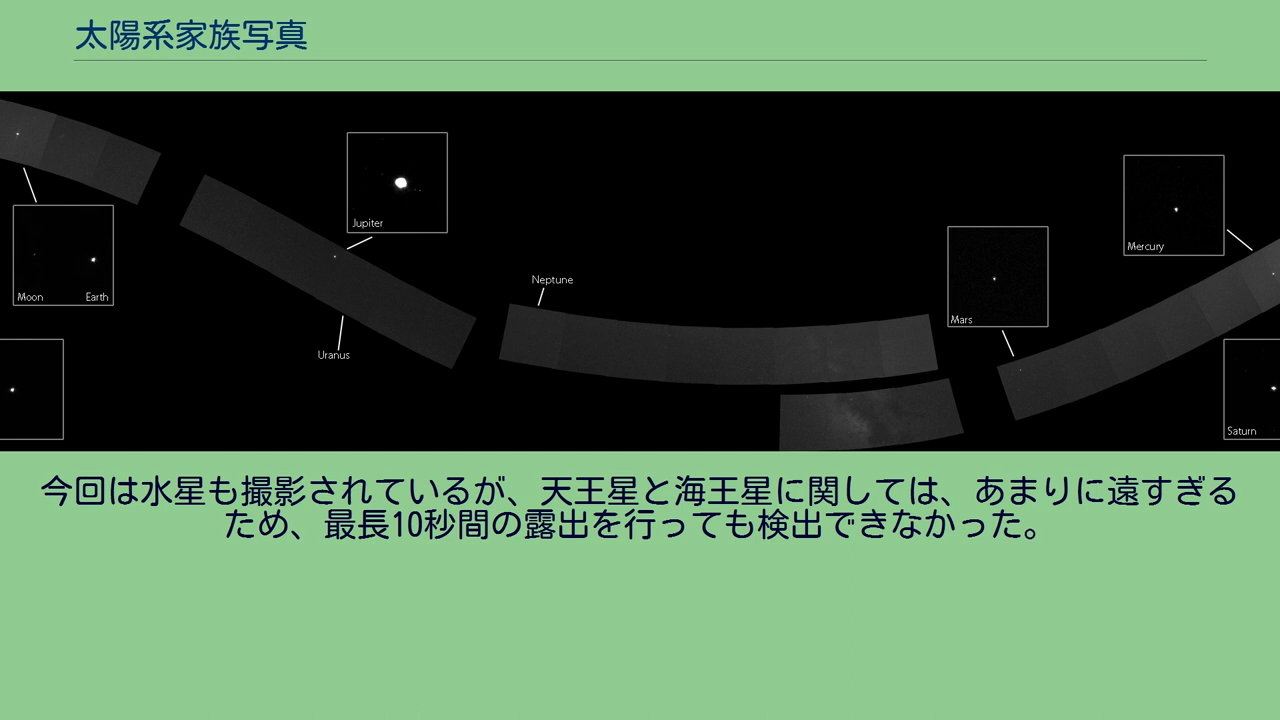 太陽系家族写真
Jupiter
Mercury
Neptune
Moon
Earth
Mars
Uranus
Saturn
今回は水星も撮影されているが、天王星と海王星に関しては、あまりに遠すぎる
ため、最長10秒間の露出を行っても検出できなかった。